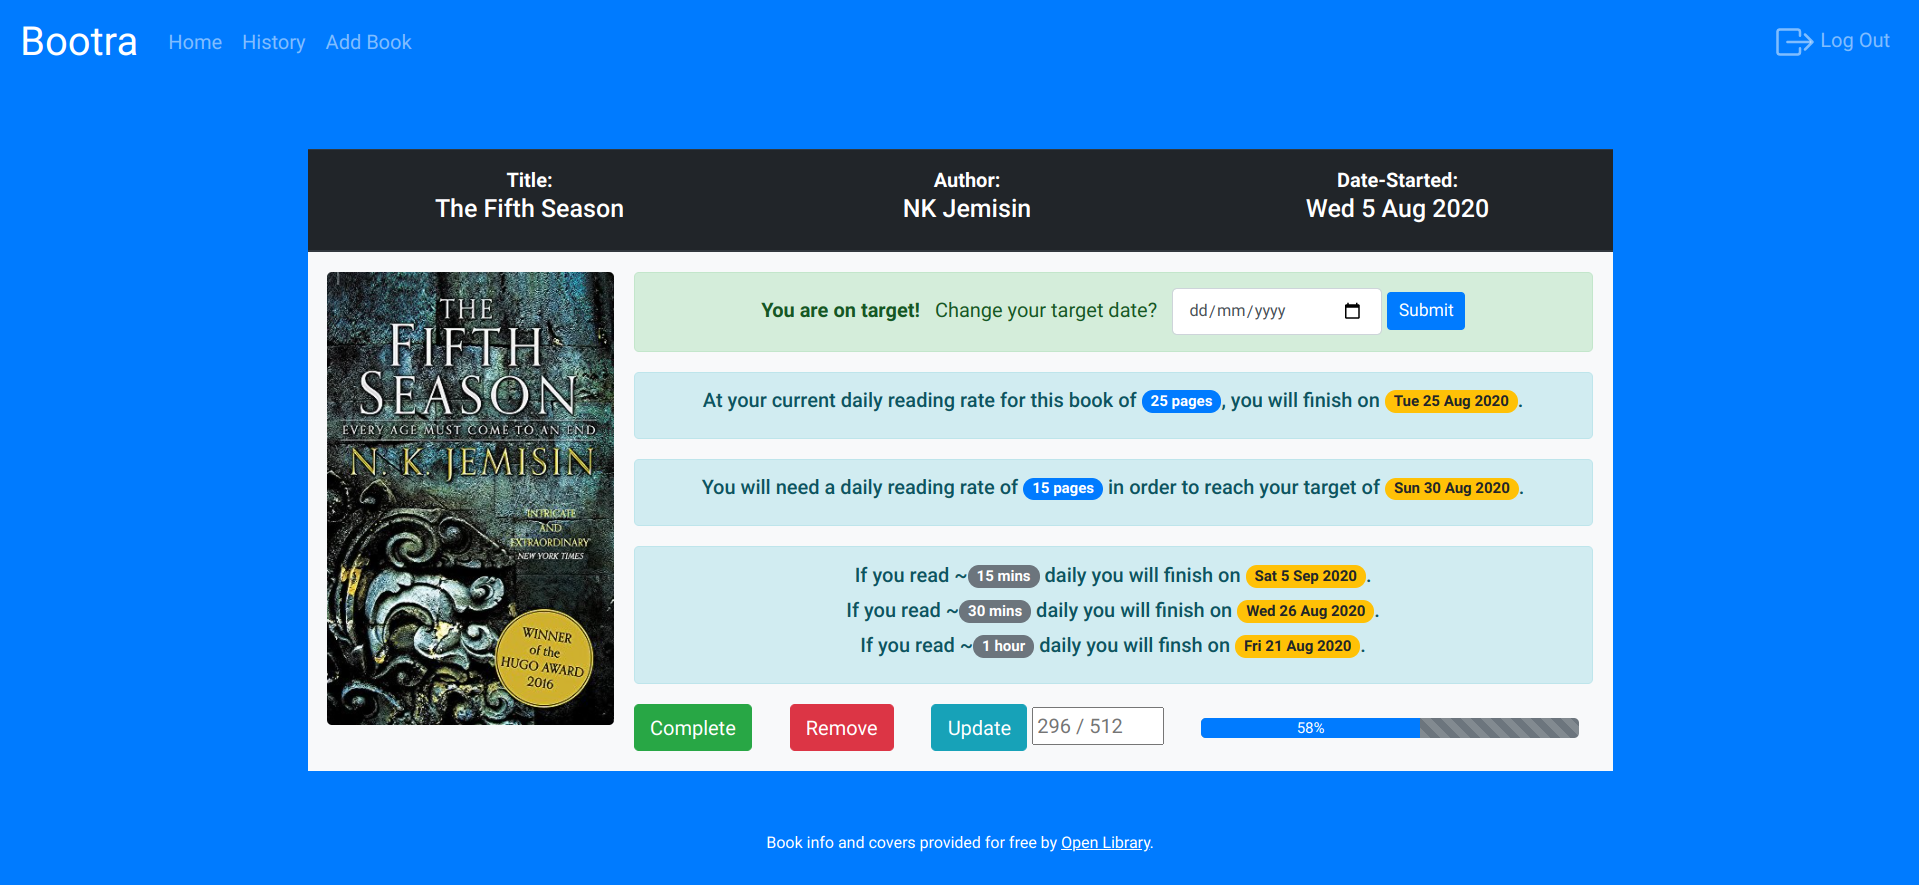 Bootra Home History Add Book Log Out
Title: Author: Date-Started:
The Fifth Season NK Jemisin Wed 5 Aug 2020
THE
FIFTH
SEASON
EVERY AGE MUST COME TO AN END
N. K. JEMISIN
'INTRICATE
AND
EXTRAORDINARY'
NEW YORK TIMES
WINNER
of the
HUGO AWARD
2016
You are on target! Change your target date? dd/mm/yyyy Submit
At your current daily reading rate for this book of 25 pages, you will finish on Tue 25 Aug 2020.
You will need a daily reading rate of 15 pages in order to reach your target of Sun 30 Aug 2020.
If you read ~15 mins daily you will finish on Sat 5 Sep 2020.
If you read ~30 mins daily you will finish on Wed 26 Aug 2020.
If you read ~1 hour daily you will finsh on Fri 21 Aug 2020.
Complete Remove Update 296 / 512 58%
Book info and covers provided for free by Open Library.